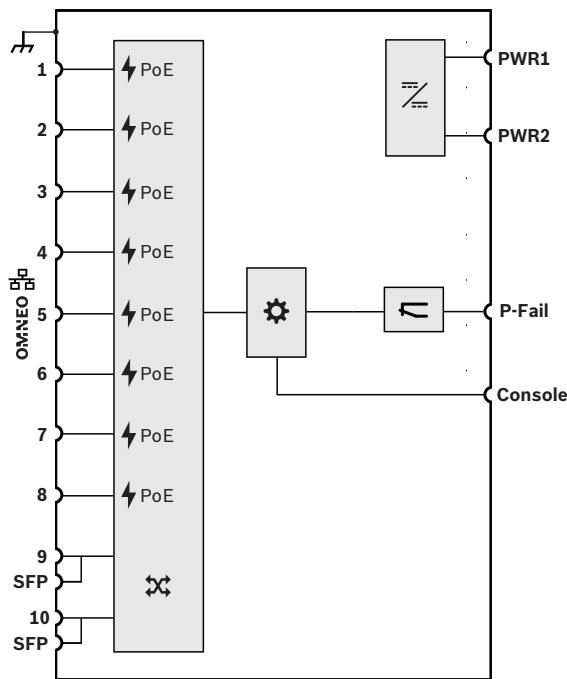 1 PoE
2 PoE
3 PoE
4 PoE
5 PoE
6 PoE
7 PoE
8 PoE
9
SFP
10
SFP
OMNEO
PWR1
PWR2
P-Fail
Console